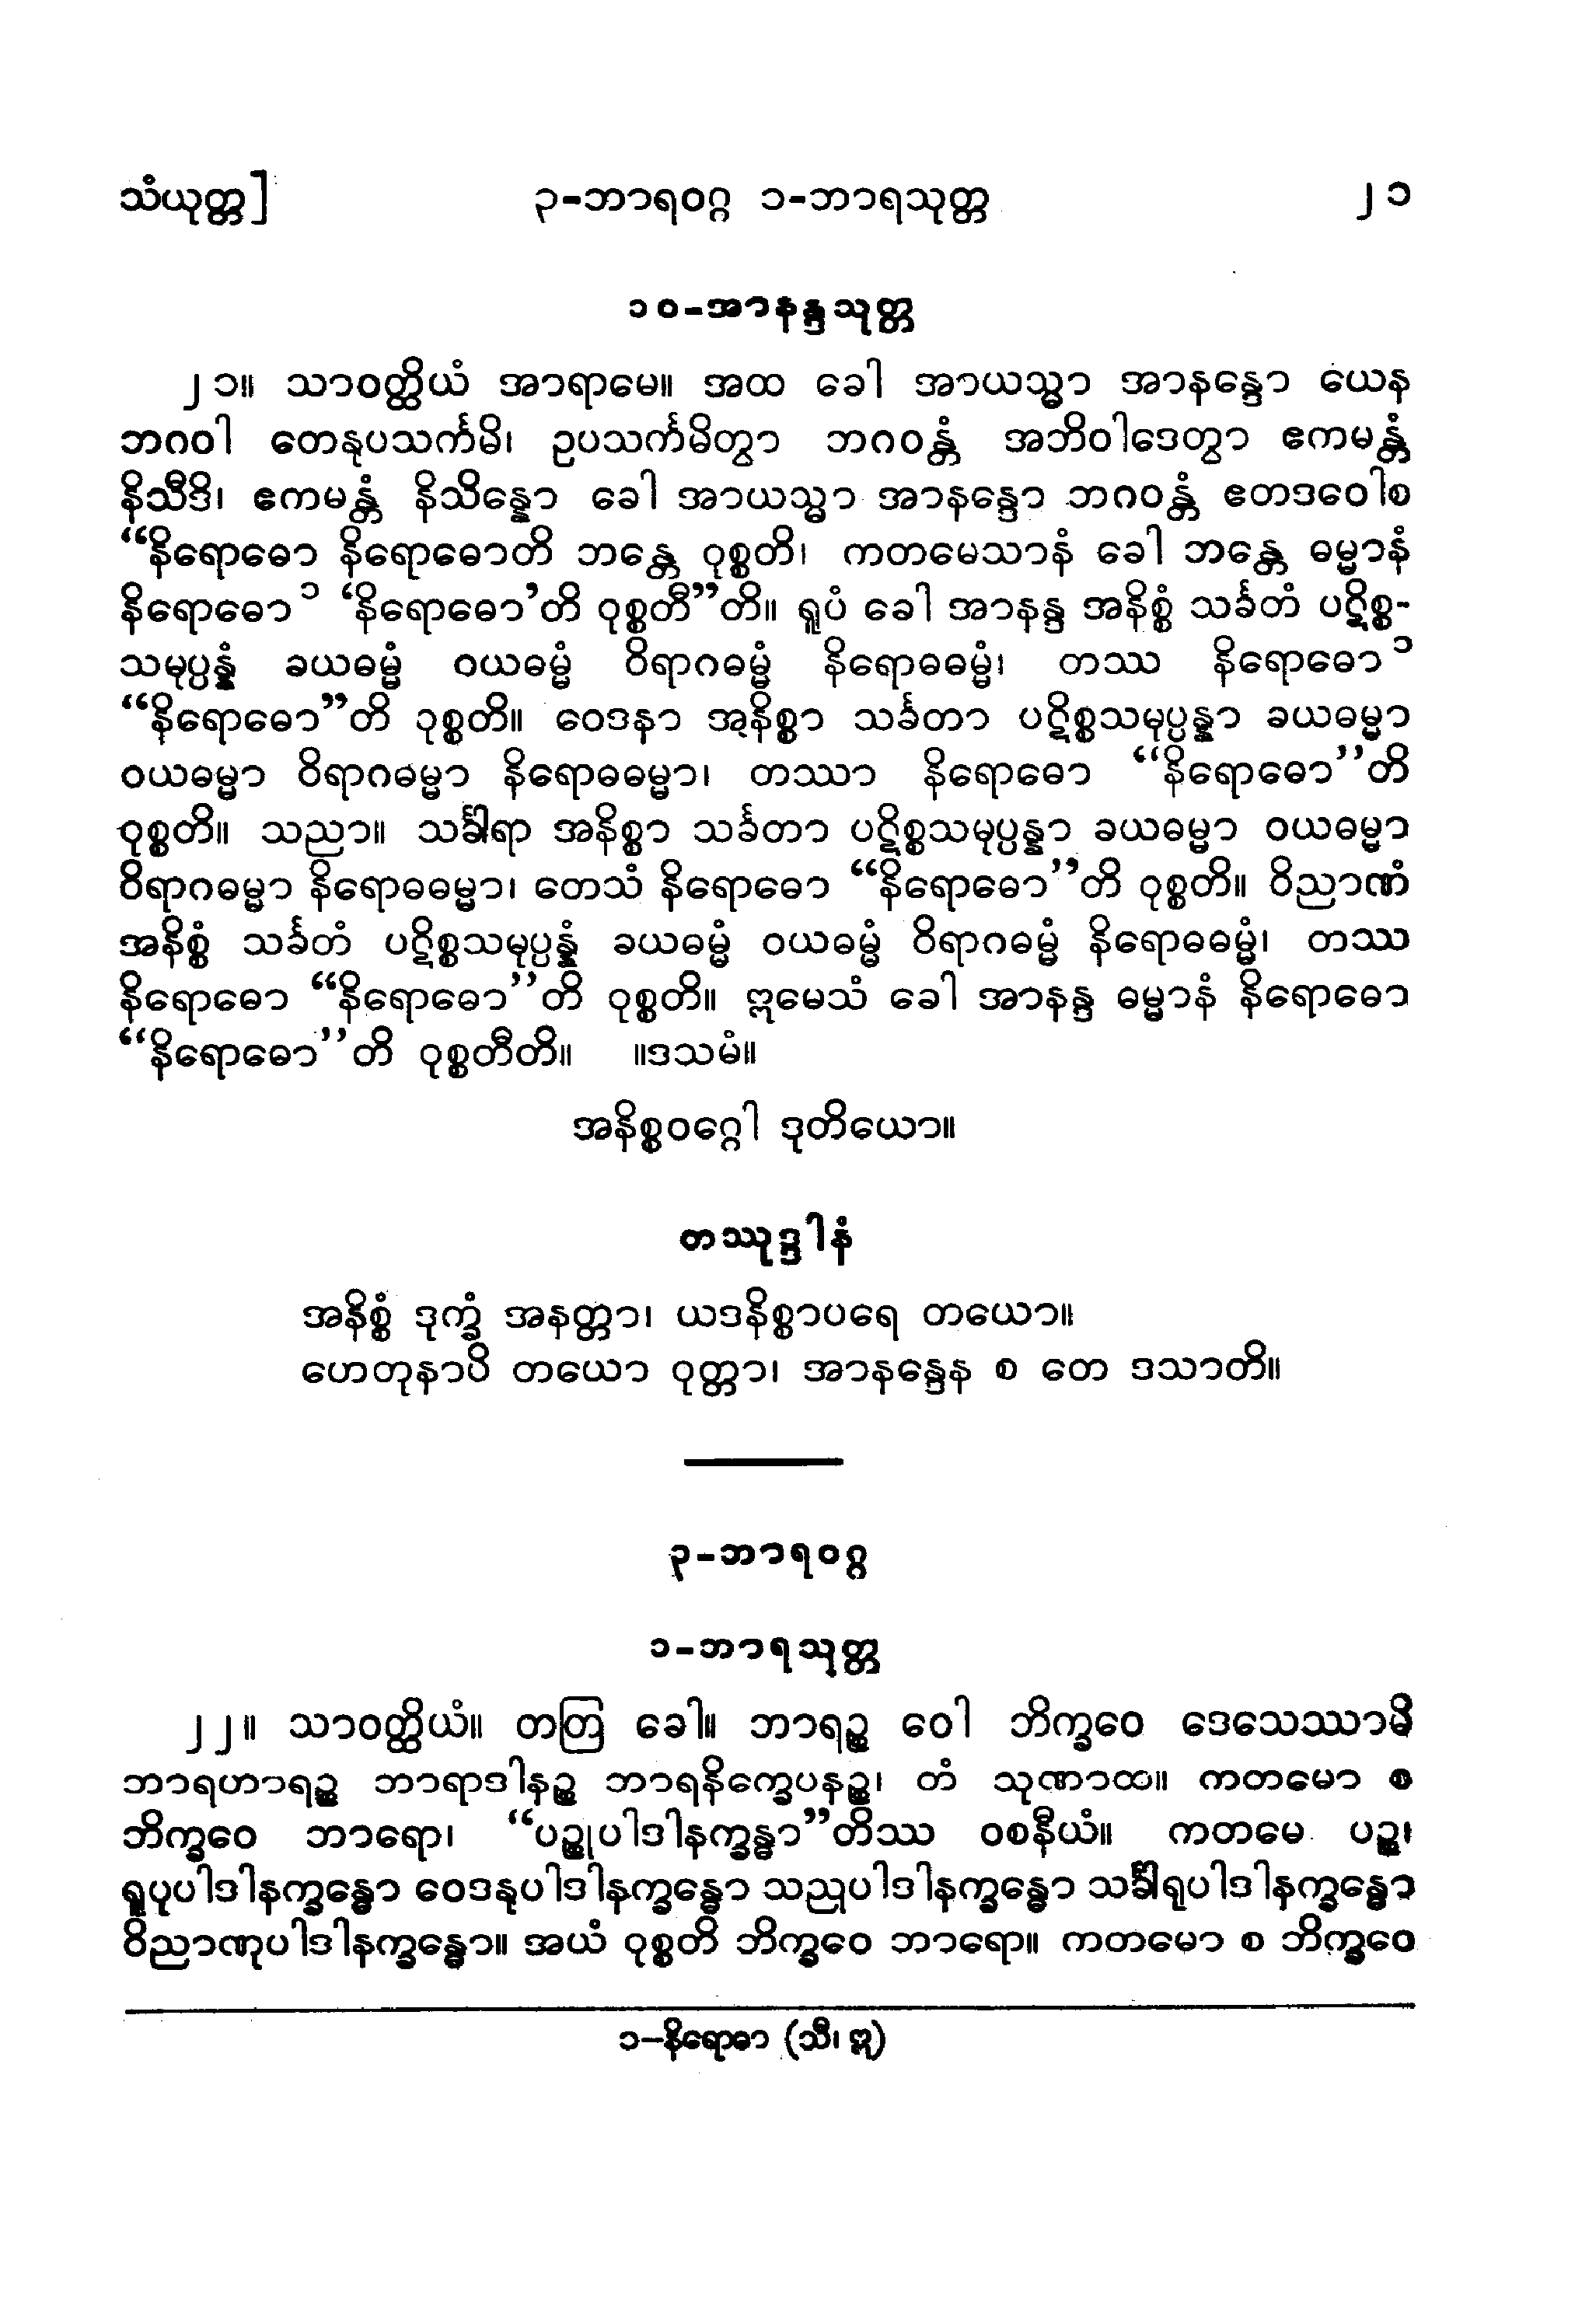 သံယုတ္တ] ၃-ဘာရဝဂ္ဂ ၁-ဘာရသုတ္တ ၂၁
၁၀-အာနန္ဒသုတ္တ
၂၁။ သာဝတ္ထိယံ အာရာမေ။ အထ ခေါ အာယသ္မာ အာနန္ဒော ယေန
ဘဂဝါ တေနုပသင်္ကမိ၊ ဥပသင်္ကမိတွာ ဘဂဝန္တံ အဘိဝါဒေတွာ ဧကမန္တံ
နိသီဒိ၊ ဧကမန္တံ နိသိန္နော ခေါ အာယသ္မာ အာနန္ဒော ဘဂဝန္တံ ဧတဒဝေါစ
“နိရောဓော နိရောဓောတိ ဘန္တေ ဝုစ္စတိ၊ ကတမေသာနံ ခေါ ဘန္တေ ဓမ္မာနံ
နိရောဓော ၁ ‘နိရောဓော’တိ ဝုစ္စတီ”တိ။ ရူပံ ခေါ အာနန္ဒ အနိစ္စံ သင်္ခတံ ပဋိစ္စ-
သမုပ္ပန္နံ ခယဓမ္မံ ဝယဓမ္မံ ဝိရာဂဓမ္မံ နိရောဓဓမ္မံ၊ တဿ နိရောဓော ၁
“နိရောဓော”တိ ဝုစ္စတိ။ ဝေဒနာ အနိစ္စာ သင်္ခတာ ပဋိစ္စသမုပ္ပန္နာ ခယဓမ္မာ
ဝယဓမ္မာ ဝိရာဂဓမ္မာ နိရောဓဓမ္မာ၊ တဿာ နိရောဓော “နိရောဓော”တိ
ဝုစ္စတိ။ သညာ။ သင်္ခါရာ အနိစ္စာ သင်္ခတာ ပဋိစ္စသမုပ္ပန္နာ ခယဓမ္မာ ဝယဓမ္မာ
ဝိရာဂဓမ္မာ နိရောဓဓမ္မာ၊ တေသံ နိရောဓော “နိရောဓော”တိ ဝုစ္စတိ။ ဝိညာဏံ
အနိစ္စံ သင်္ခတံ ပဋိစ္စသမုပ္ပန္နံ ခယဓမ္မံ ဝယဓမ္မံ ဝိရာဂဓမ္မံ နိရောဓဓမ္မံ၊ တဿ
နိရောဓော “နိရောဓော”တိ ဝုစ္စတိ။ ဣမေသံ ခေါ အာနန္ဒ ဓမ္မာနံ နိရောဓော
“နိရောဓော”တိ ဝုစ္စတီတိ။ ။ဒသမံ။
အနိစ္စဝဂ္ဂေါ ဒုတိယော။
တဿုဒ္ဒါနံ
အနိစ္စံ ဒုက္ခံ အနတ္တာ၊ ယဒနိစ္စာပရေ တယော။
ဟေတုနာပိ တယော ဝုတ္တာ၊ အာနန္ဒေန စ တေ ဒသာတိ။
၃-ဘာရဝဂ္ဂ
၁-ဘာရသုတ္တ
၂၂။ သာဝတ္ထိယံ။ တတြ ခေါ။ ဘာရဉ္စ ဝေါ ဘိက္ခဝေ ဒေသေဿာမိ
ဘာရဟာရဉ္စ ဘာရာဒါနဉ္စ ဘာရနိက္ခေပနဉ္စ၊ တံ သုဏာထ။ ကတမော စ
ဘိက္ခဝေ ဘာရော၊ “ပဉ္စုပါဒါနက္ခန္ဓာ”တိဿ ဝစနီယံ။ ကတမေ ပဉ္စ၊
ရူပုပါဒါနက္ခန္ဓော ဝေဒနုပါဒါနက္ခန္ဓော သညုပါဒါနက္ခန္ဓော သင်္ခါရုပါဒါနက္ခန္ဓော
ဝိညာဏုပါဒါနက္ခန္ဓော။ အယံ ဝုစ္စတိ ဘိက္ခဝေ ဘာရော။ ကတမော စ ဘိက္ခဝေ
၁–နိရောဓာ (သီ၊ ဣ)